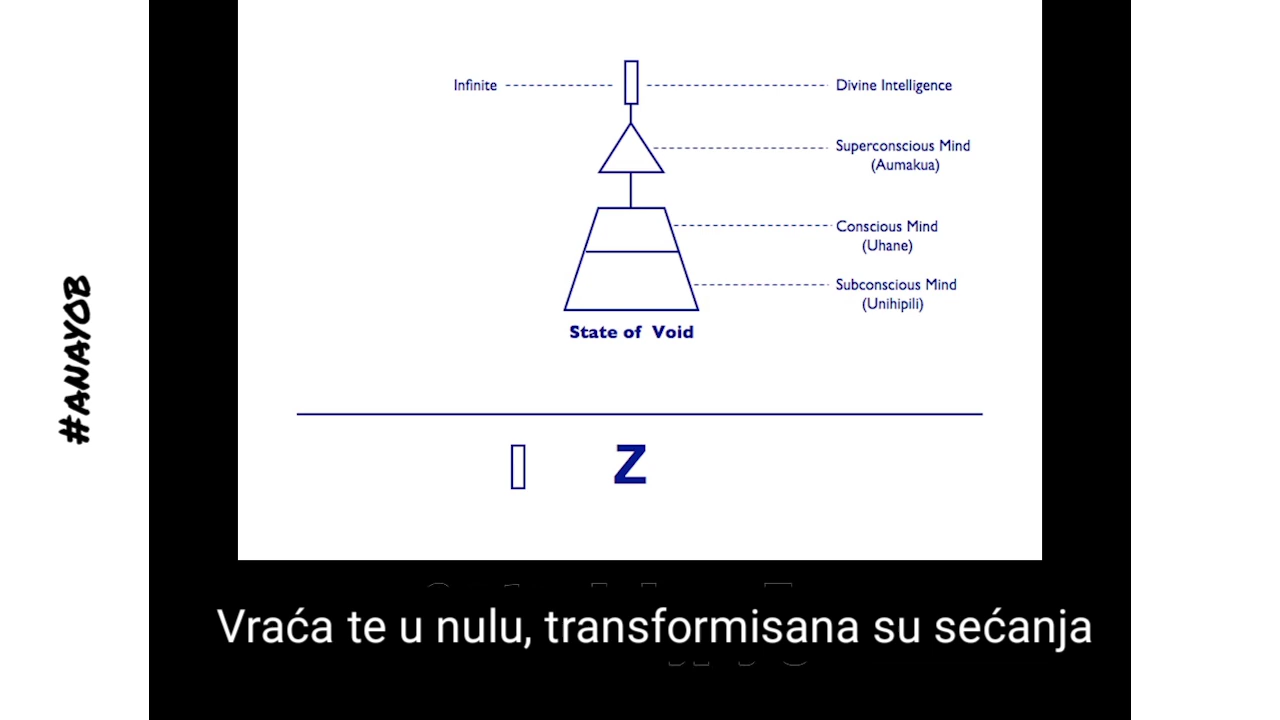 #ANAYOB
Infinite
Divine Intelligence
Superconscious Mind
(Aumakua)
Conscious Mind
(Uhane)
Subconscious Mind
(Unihipili)
State of Void
Z
Vraća te u nulu, transformisana su sećanja